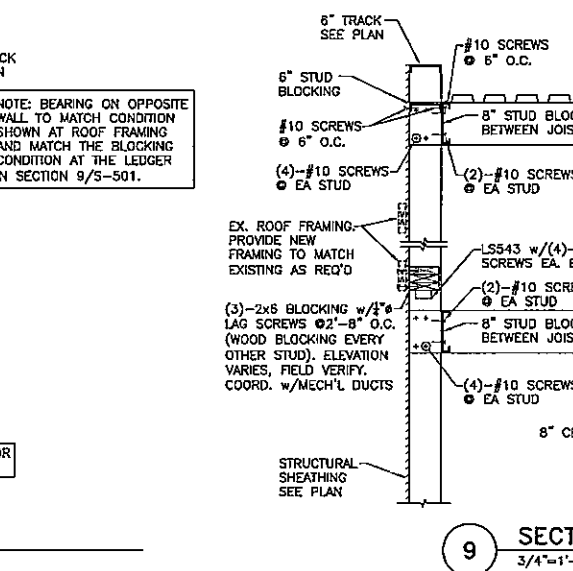 CK
N
NOTE: BEARING ON OPPOSITE
WALL TO MATCH CONDITION
SHOWN AT ROOF FRAMING
AND MATCH THE BLOCKING
CONDITION AT THE LEDGER
N SECTION 9/S-501.
OR
6" TRACK
SEE PLAN
6" STUD
BLOCKING
#10 SCREWS
@ 6" O.C.
(4)-#10 SCREWS
@ EA STUD
EX. ROOF FRAMING.
PROVIDE NEW
FRAMING TO MATCH
EXISTING AS REQ'D
(3)-2x6 BLOCKING w/¼"ø
LAG SCREWS @2'-8" O.C.
(WOOD BLOCKING EVERY
OTHER STUD). ELEVATION
VARIES, FIELD VERIFY.
COORD. w/MECH'L DUCTS
STRUCTURAL
SHEATHING
SEE PLAN
#10 SCREWS
@ 6" O.C.
8" STUD BLOC
BETWEEN JOIS
(2)-#10 SCREWS
@ EA STUD
LS543 w/(4)-
SCREWS EA. E
(2)-#10 SCRE
@ EA STUD
8" STUD BLOC
BETWEEN JOIS
(4)-#10 SCREWS
@ EA STUD
8" CE
9
SECT
3/4"=1'-